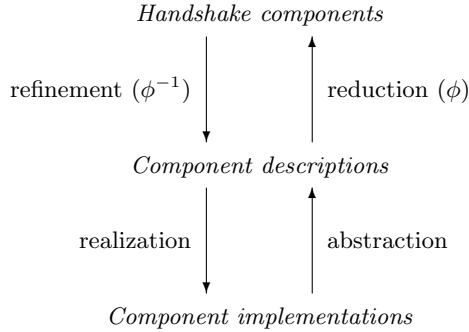 Handshake components
refinement (ϕ⁻¹) reduction (ϕ)
Component descriptions
realization abstraction
Component implementations